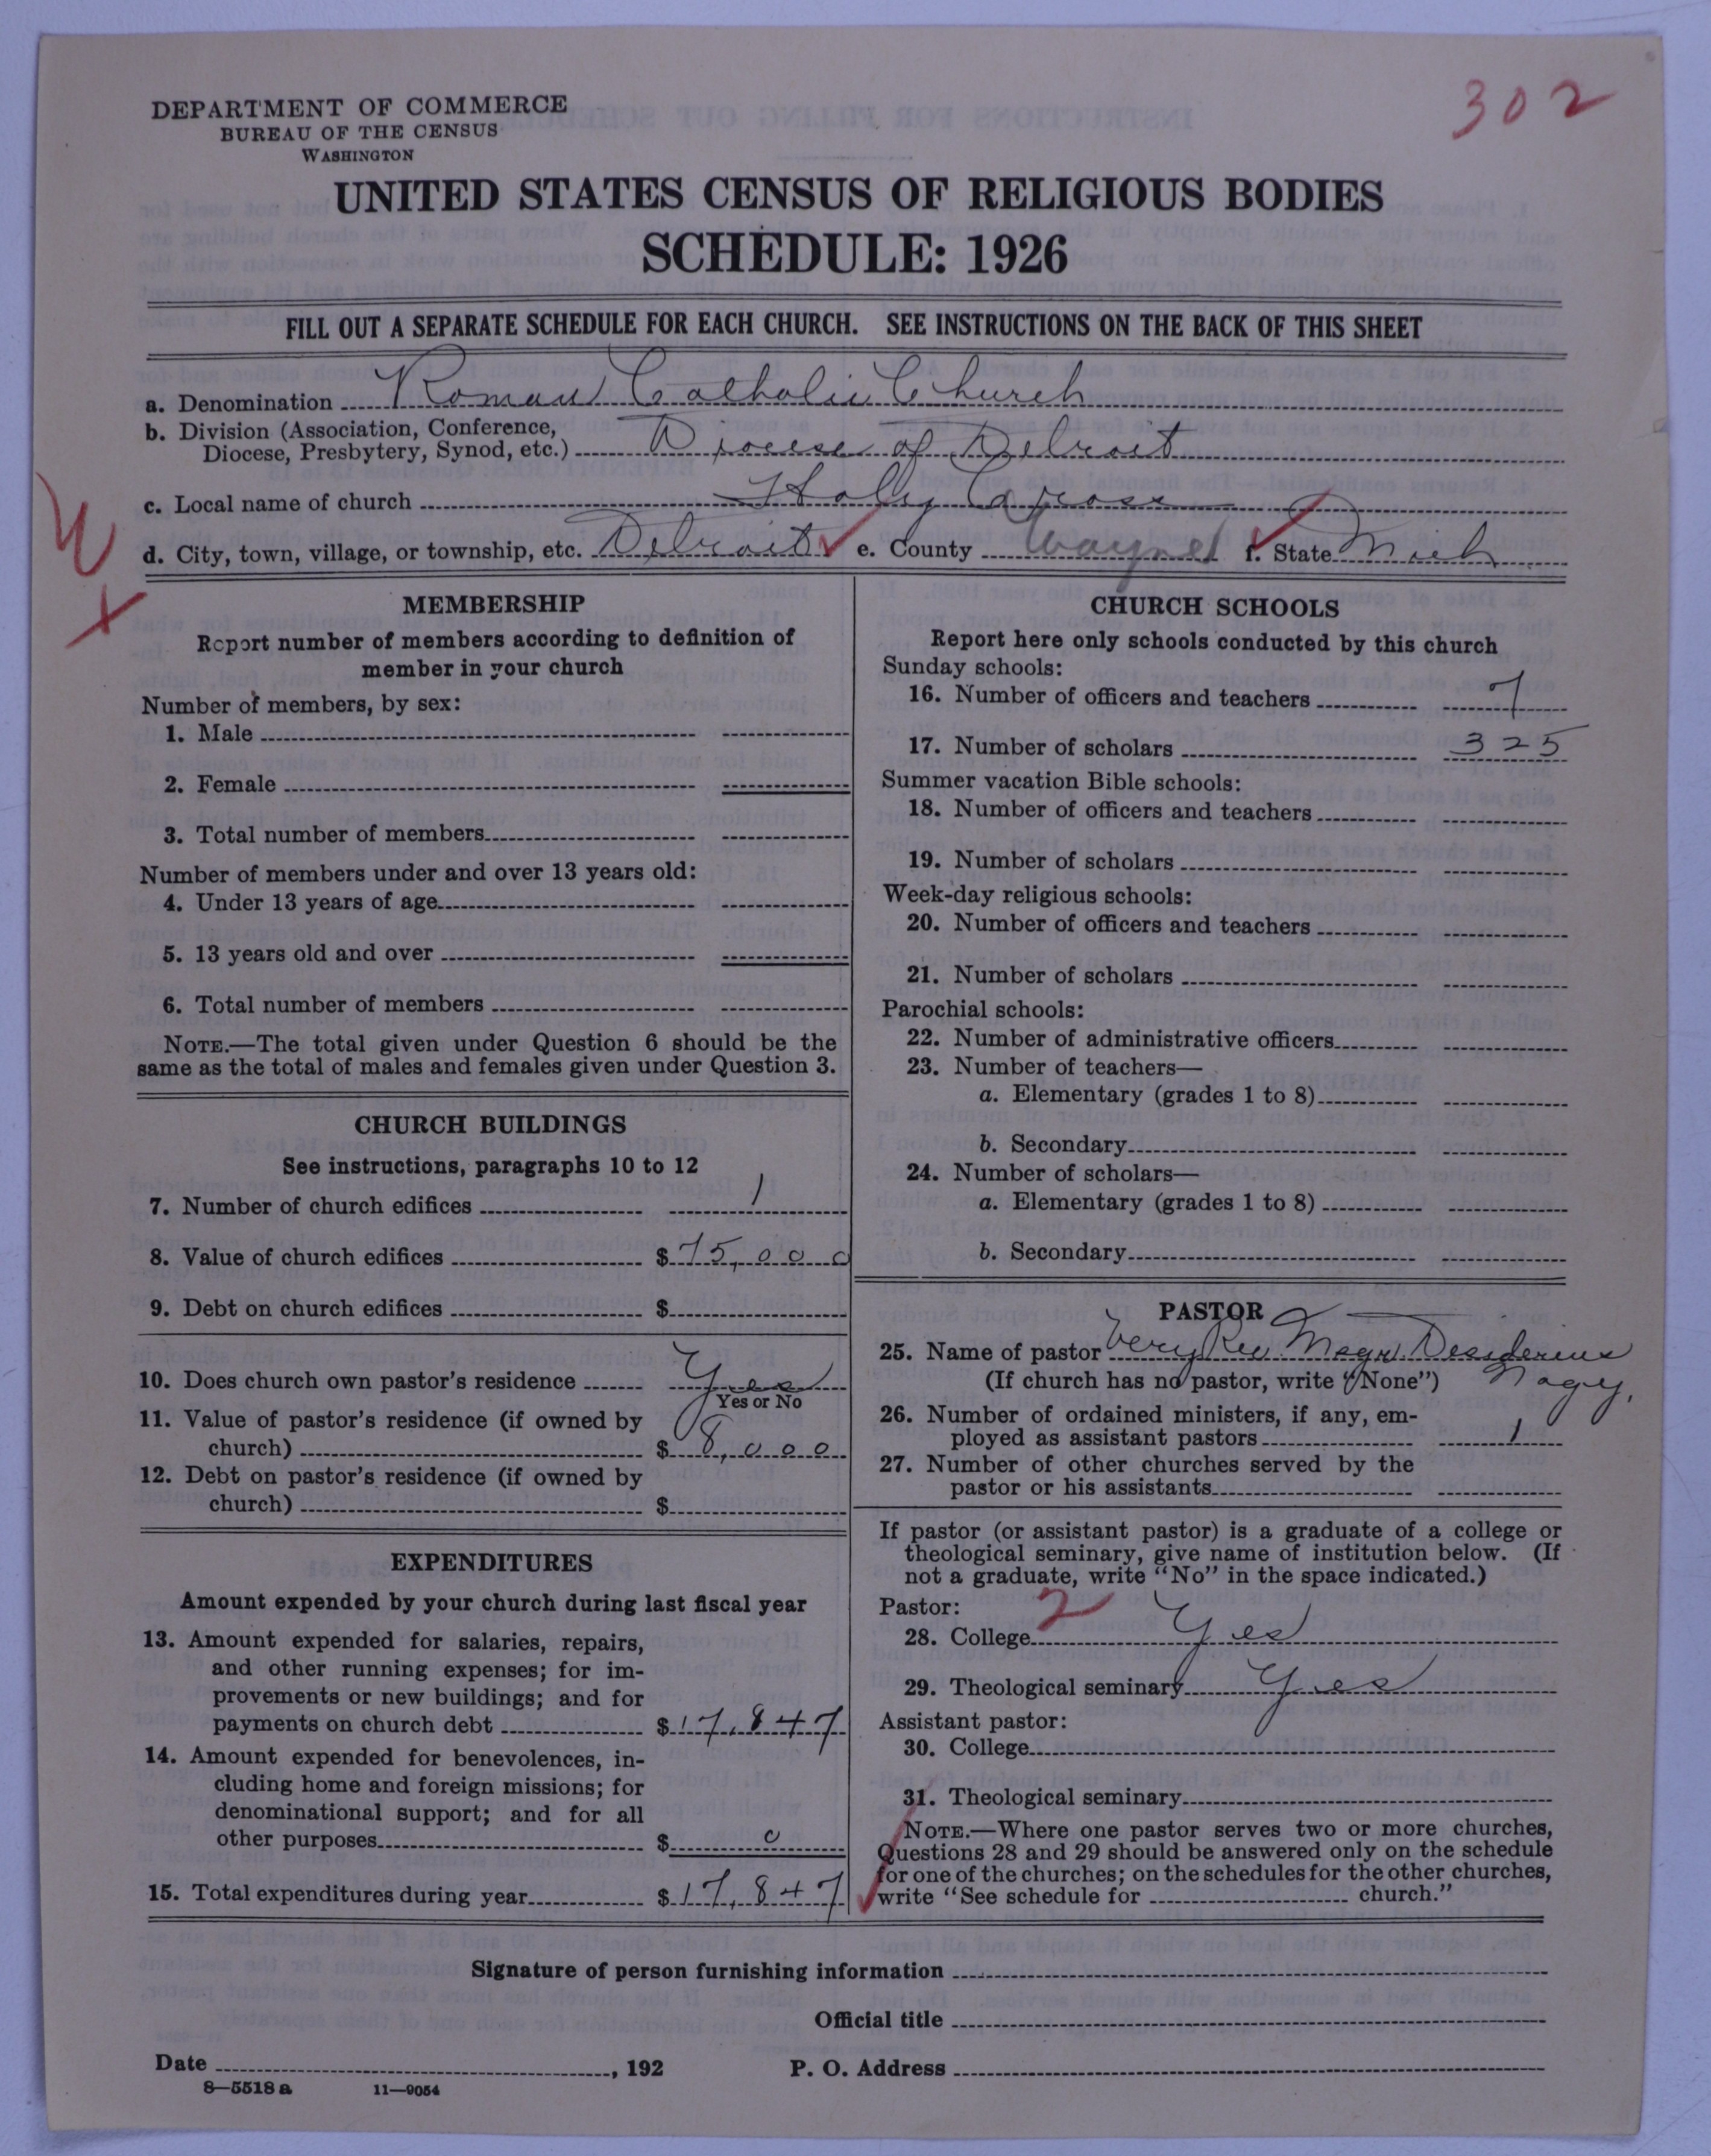 302
DEPARTMENT OF COMMERCE
BUREAU OF THE CENSUS
WASHINGTON
UNITED STATES CENSUS OF RELIGIOUS BODIES
SCHEDULE: 1926
FILL OUT A SEPARATE SCHEDULE FOR EACH CHURCH. SEE INSTRUCTIONS ON THE BACK OF THIS SHEET
a. Denomination Roman Catholic Church
b. Division (Association, Conference,
Diocese, Presbytery, Synod, etc.) Diocese of Detroit
c. Local name of church Holy Cross
d. City, town, village, or township, etc. Detroit e. County Wayne f. State Mich
MEMBERSHIP
Report number of members according to definition of
member in your church
Number of members, by sex:
1. Male
2. Female
3. Total number of members
Number of members under and over 13 years old:
4. Under 13 years of age
5. 13 years old and over
6. Total number of members
NOTE.—The total given under Question 6 should be the
same as the total of males and females given under Question 3.
CHURCH BUILDINGS
See instructions, paragraphs 10 to 12
7. Number of church edifices 1
8. Value of church edifices $ 75,000
9. Debt on church edifices $
10. Does church own pastor's residence Yes
Yes or No
11. Value of pastor's residence (if owned by
church) $ 8,000
12. Debt on pastor's residence (if owned by
church) $
EXPENDITURES
Amount expended by your church during last fiscal year
13. Amount expended for salaries, repairs,
and other running expenses; for im-
provements or new buildings; and for
payments on church debt $ 17,847
14. Amount expended for benevolences, in-
cluding home and foreign missions; for
denominational support; and for all
other purposes $ 0
15. Total expenditures during year $ 17,847
CHURCH SCHOOLS
Report here only schools conducted by this church
Sunday schools:
16. Number of officers and teachers 7
17. Number of scholars 325
Summer vacation Bible schools:
18. Number of officers and teachers
19. Number of scholars
Week-day religious schools:
20. Number of officers and teachers
21. Number of scholars
Parochial schools:
22. Number of administrative officers
23. Number of teachers—
a. Elementary (grades 1 to 8)
b. Secondary
24. Number of scholars—
a. Elementary (grades 1 to 8)
b. Secondary
PASTOR
25. Name of pastor Very Rev. Msgr. Desiderius
(If church has no pastor, write "None") Nagy.
26. Number of ordained ministers, if any, em-
ployed as assistant pastors 1
27. Number of other churches served by the
pastor or his assistants
If pastor (or assistant pastor) is a graduate of a college or
theological seminary, give name of institution below. (If
not a graduate, write "No" in the space indicated.)
Pastor: 2
28. College Yes
29. Theological seminary Yes
Assistant pastor:
30. College
31. Theological seminary
NOTE.—Where one pastor serves two or more churches,
Questions 28 and 29 should be answered only on the schedule
for one of the churches; on the schedules for the other churches,
write "See schedule for church."
Signature of person furnishing information
Official title
Date , 192 P. O. Address
8—5518 a 11—9054